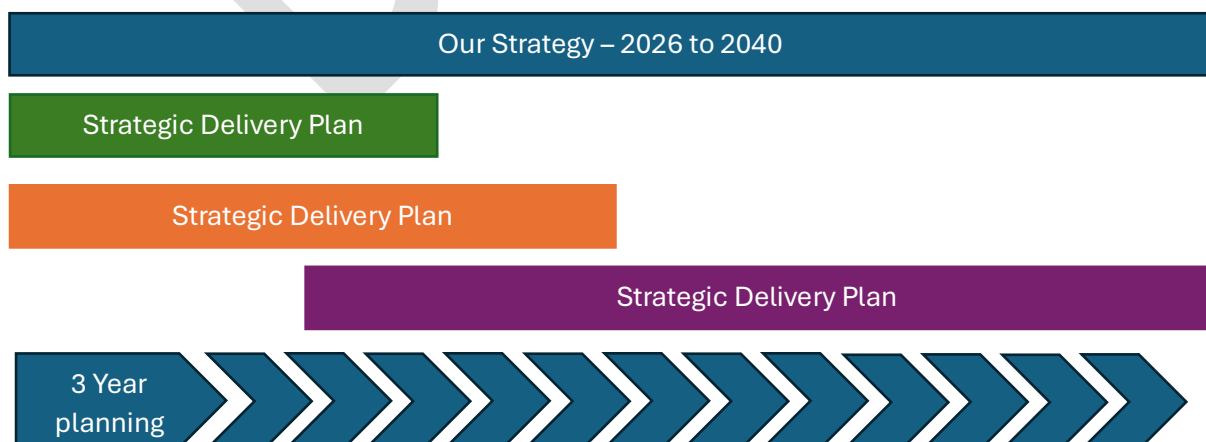 Our Strategy – 2026 to 2040
Strategic Delivery Plan
Strategic Delivery Plan
Strategic Delivery Plan
3 Year
planning